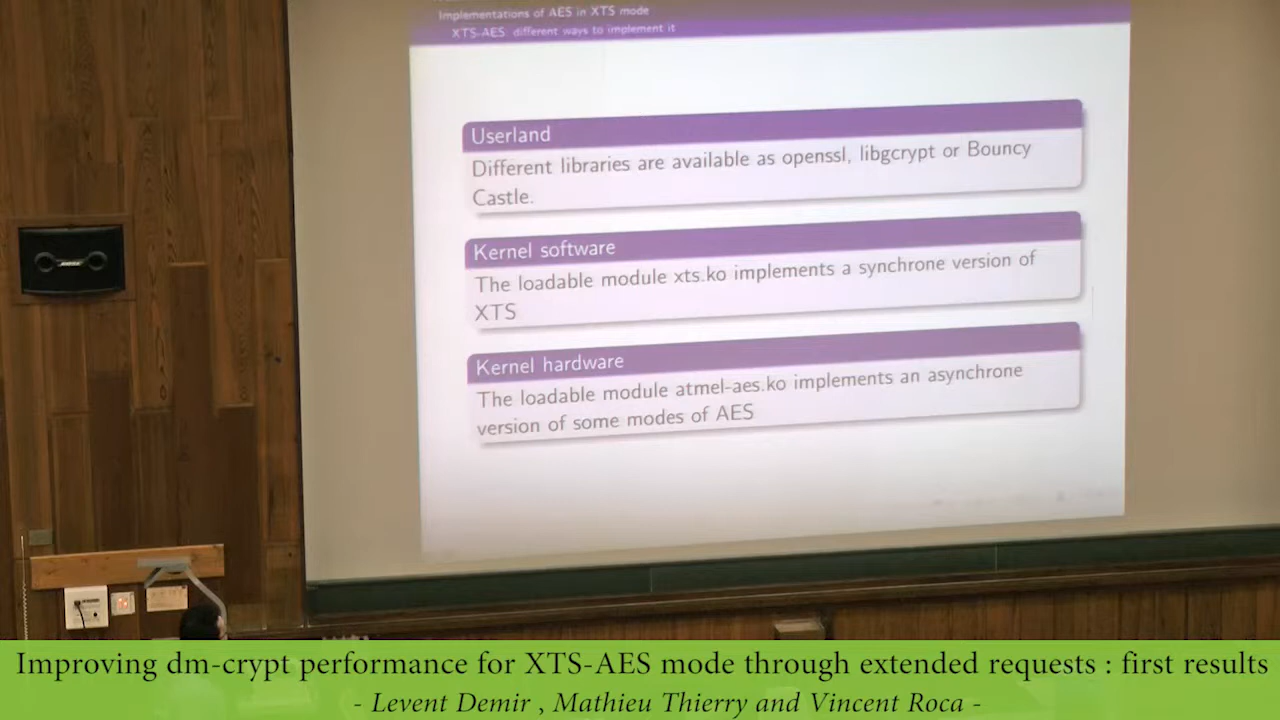 Implementations of AES in XTS mode
XTS-AES different ways to implement it
Userland
Different libraries are available as openssl, libgcrypt or Bouncy
Castle.
Kernel software
The loadable module xts.ko implements a synchrone version of
XTS
Kernel hardware
The loadable module atmel-aes.ko implements an asynchrone
version of some modes of AES
Improving dm-crypt performance for XTS-AES mode through extended requests : first results
- Levent Demir , Mathieu Thierry and Vincent Roca -